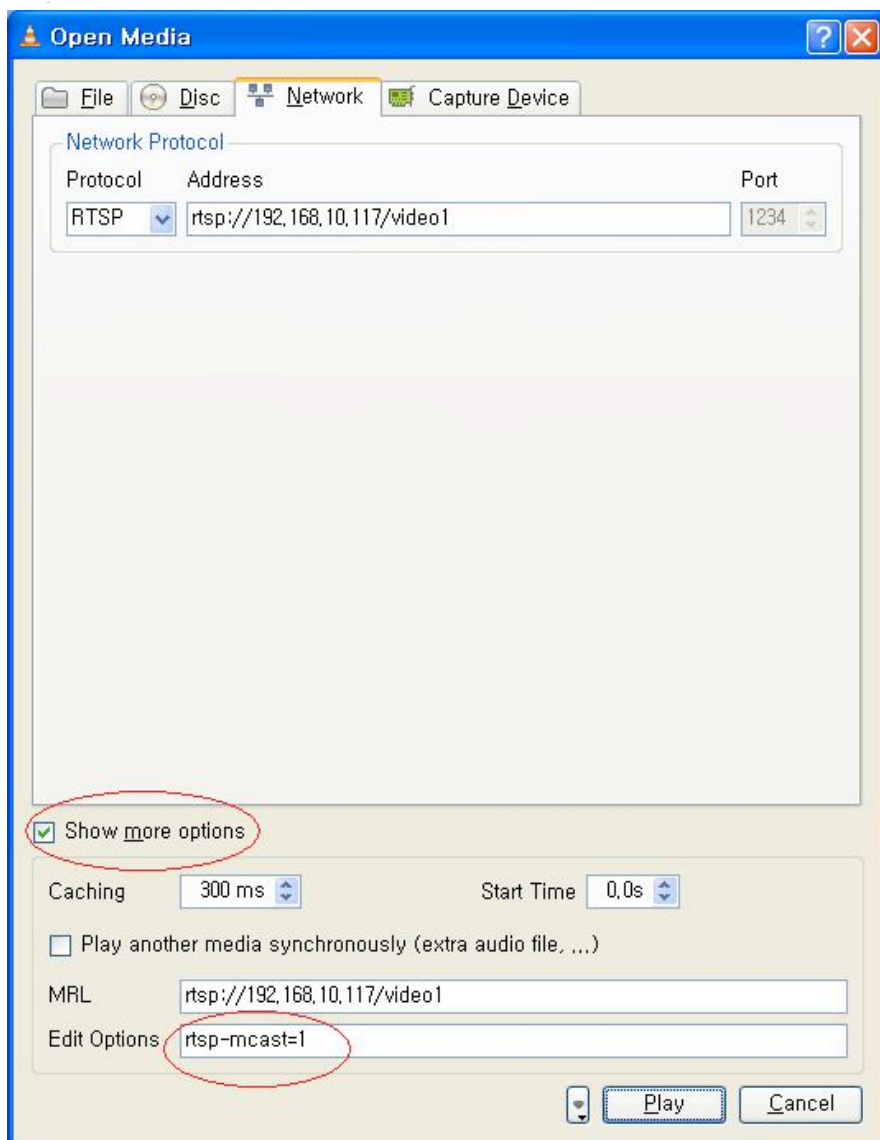 Open Media
File Disc Network Capture Device
Network Protocol
Protocol Address Port
RTSP rtsp://192,168,10,117/video1 1234
Show more options
Caching 300 ms Start Time 0,0s
Play another media synchronously (extra audio file, ,,,)
MRL rtsp://192,168,10,117/video1
Edit Options rtsp-mcast=1
Play Cancel